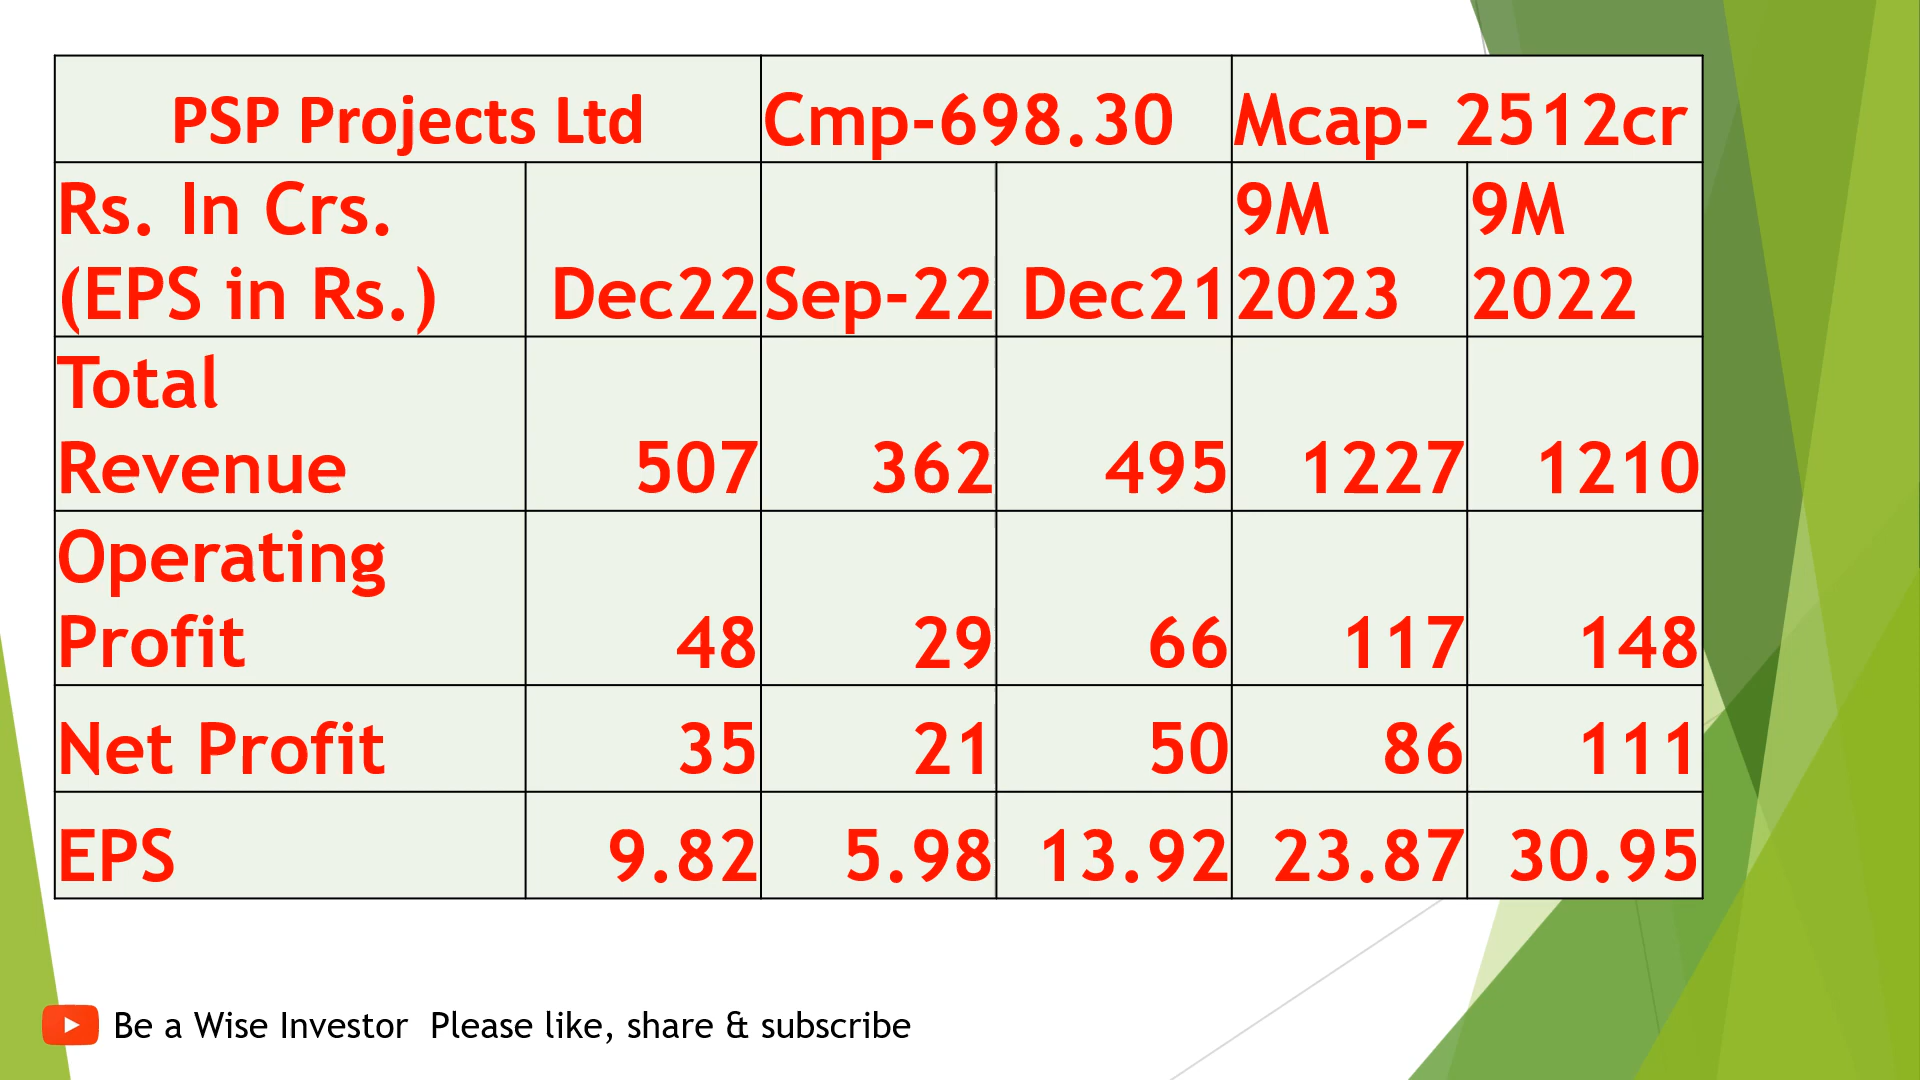 PSP Projects Ltd Cmp-698.30 Mcap- 2512cr
Rs. In Crs. 9M 9M
(EPS in Rs.) Dec22 Sep-22 Dec21 2023 2022
Total
Revenue 507 362 495 1227 1210
Operating
Profit 48 29 66 117 148
Net Profit 35 21 50 86 111
EPS 9.82 5.98 13.92 23.87 30.95
Be a Wise Investor Please like, share & subscribe